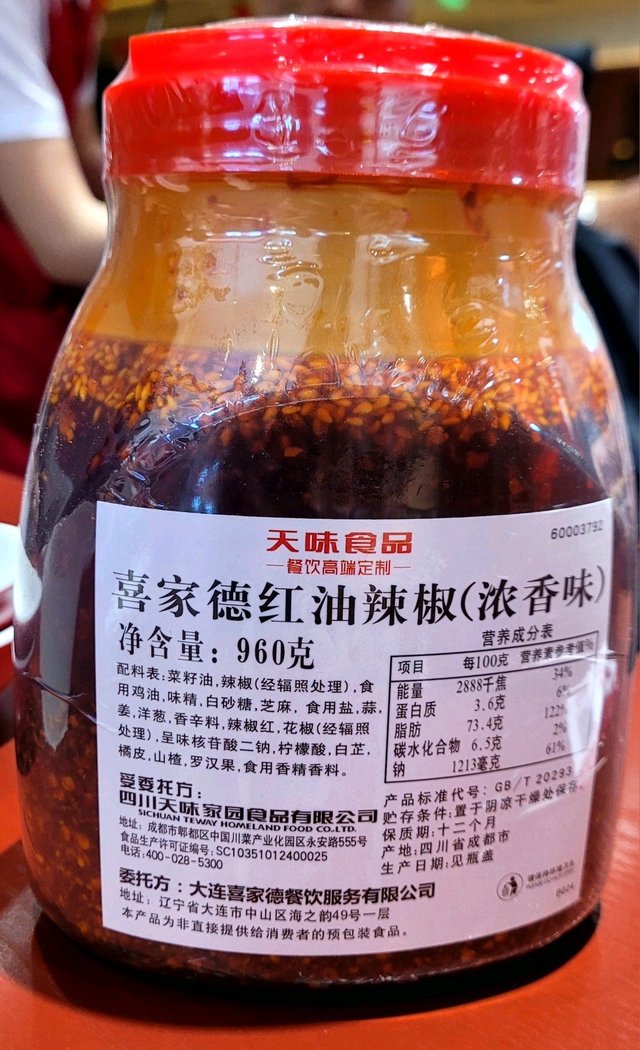 天味食品
餐饮高端定制
60003792
喜家德红油辣椒(浓香味)
净含量：960克
配料表:菜籽油,辣椒(经辐照处理),食
用鸡油,味精,白砂糖,芝麻,食用盐,蒜,
姜,洋葱,香辛料,辣椒红,花椒(经辐照
处理),呈味核苷酸二钠,柠檬酸,白芷,
橘皮,山楂,罗汉果,食用香精香料。
营养成分表
项目 每100克 营养素参考值%
能量 2888千焦 34%
蛋白质 3.6克 6%
脂肪 73.4克 122%
碳水化合物 6.5克 2%
钠 1213毫克 61%
受委托方：
四川天味家园食品有限公司
SICHUAN TEWAY HOMELAND FOOD CO.,LTD.
地址：成都市郫都区中国川菜产业化园区永安路555号
食品生产许可证编号:SC10351012400025
电话:400-028-5300
产品标准代号：GB/T 20293
贮存条件:置于阴凉干燥处保存。
保质期:十二个月
产地:四川省成都市
生产日期:见瓶盖
委托方：大连喜家德餐饮服务有限公司
地址：辽宁省大连市中山区海之韵49号一层
本产品为非直接提供给消费者的预包装食品。